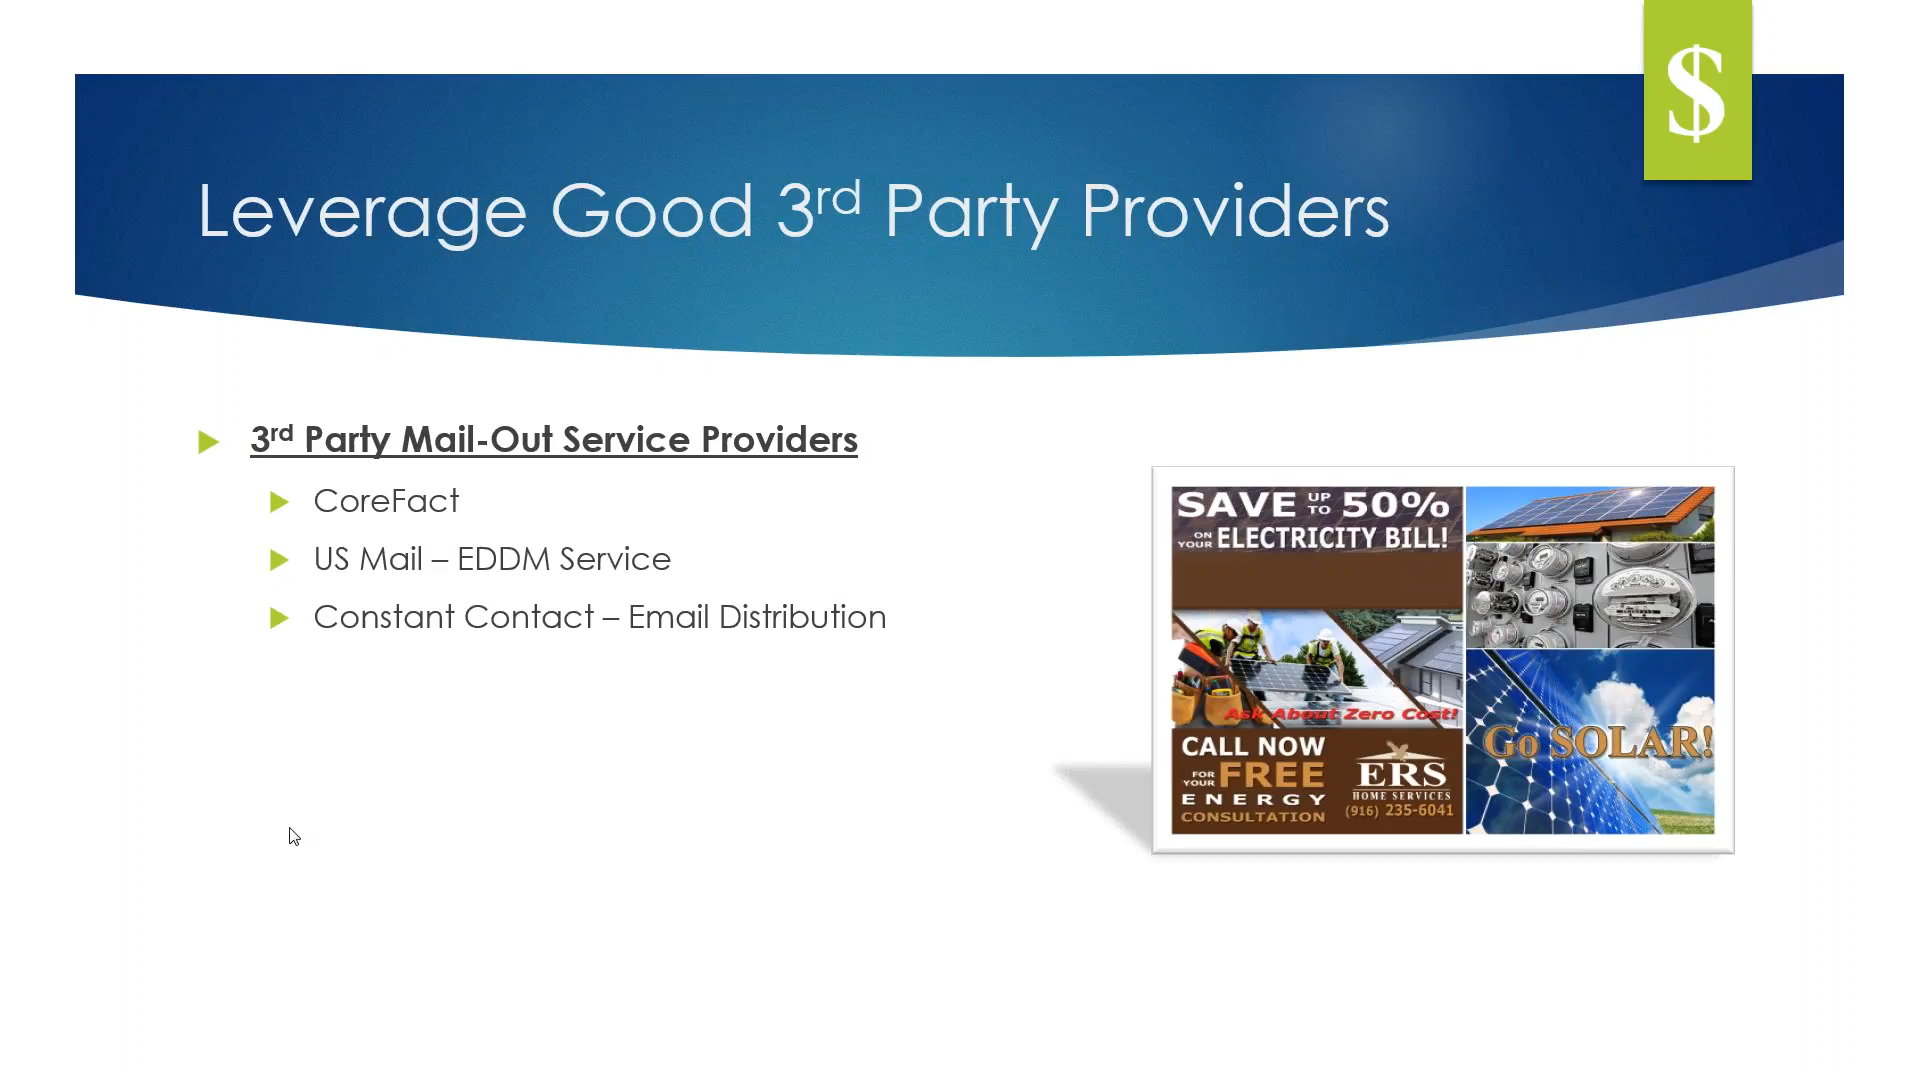 $
Leverage Good 3rd Party Providers
3rd Party Mail-Out Service Providers
CoreFact
US Mail – EDDM Service
Constant Contact – Email Distribution
SAVE UP TO 50%
ON YOUR ELECTRICITY BILL!
Ask About Zero Cost!
CALL NOW
FOR YOUR FREE
ENERGY
CONSULTATION
ERS
HOME SERVICES
(916) 235-6041
Go SOLAR!